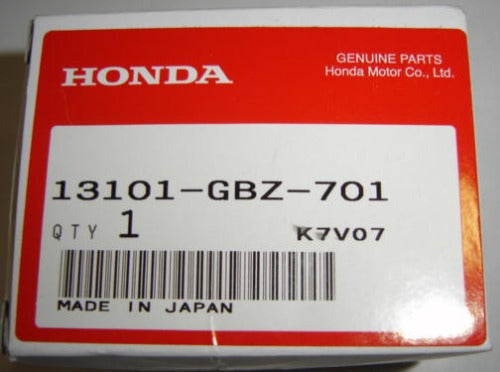 HONDA
GENUINE PARTS
Honda Motor Co., Ltd.
13101-GBZ-701
QTY 1
K7V07
MADE IN JAPAN